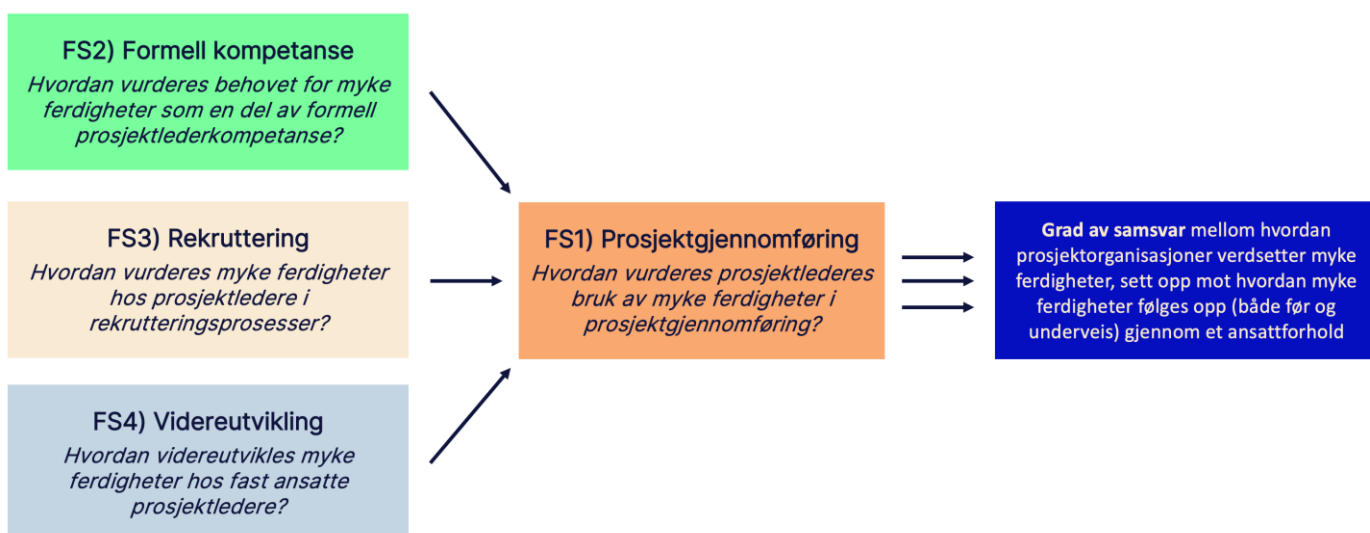 FS2) Formell kompetanse
Hvordan vurderes behovet for myke
ferdigheter som en del av formell
prosjektlederkompetanse?
FS3) Rekruttering
Hvordan vurderes myke ferdigheter
hos prosjektledere i
rekrutteringsprosesser?
FS4) Videreutvikling
Hvordan videreutvikles myke
ferdigheter hos fast ansatte
prosjektledere?
FS1) Prosjektgjennomføring
Hvordan vurderes prosjektlederes
bruk av myke ferdigheter i
prosjektgjennomføring?
Grad av samsvar mellom hvordan
prosjektorganisasjoner verdsetter myke
ferdigheter, sett opp mot hvordan myke
ferdigheter følges opp (både før og
underveis) gjennom et ansattforhold